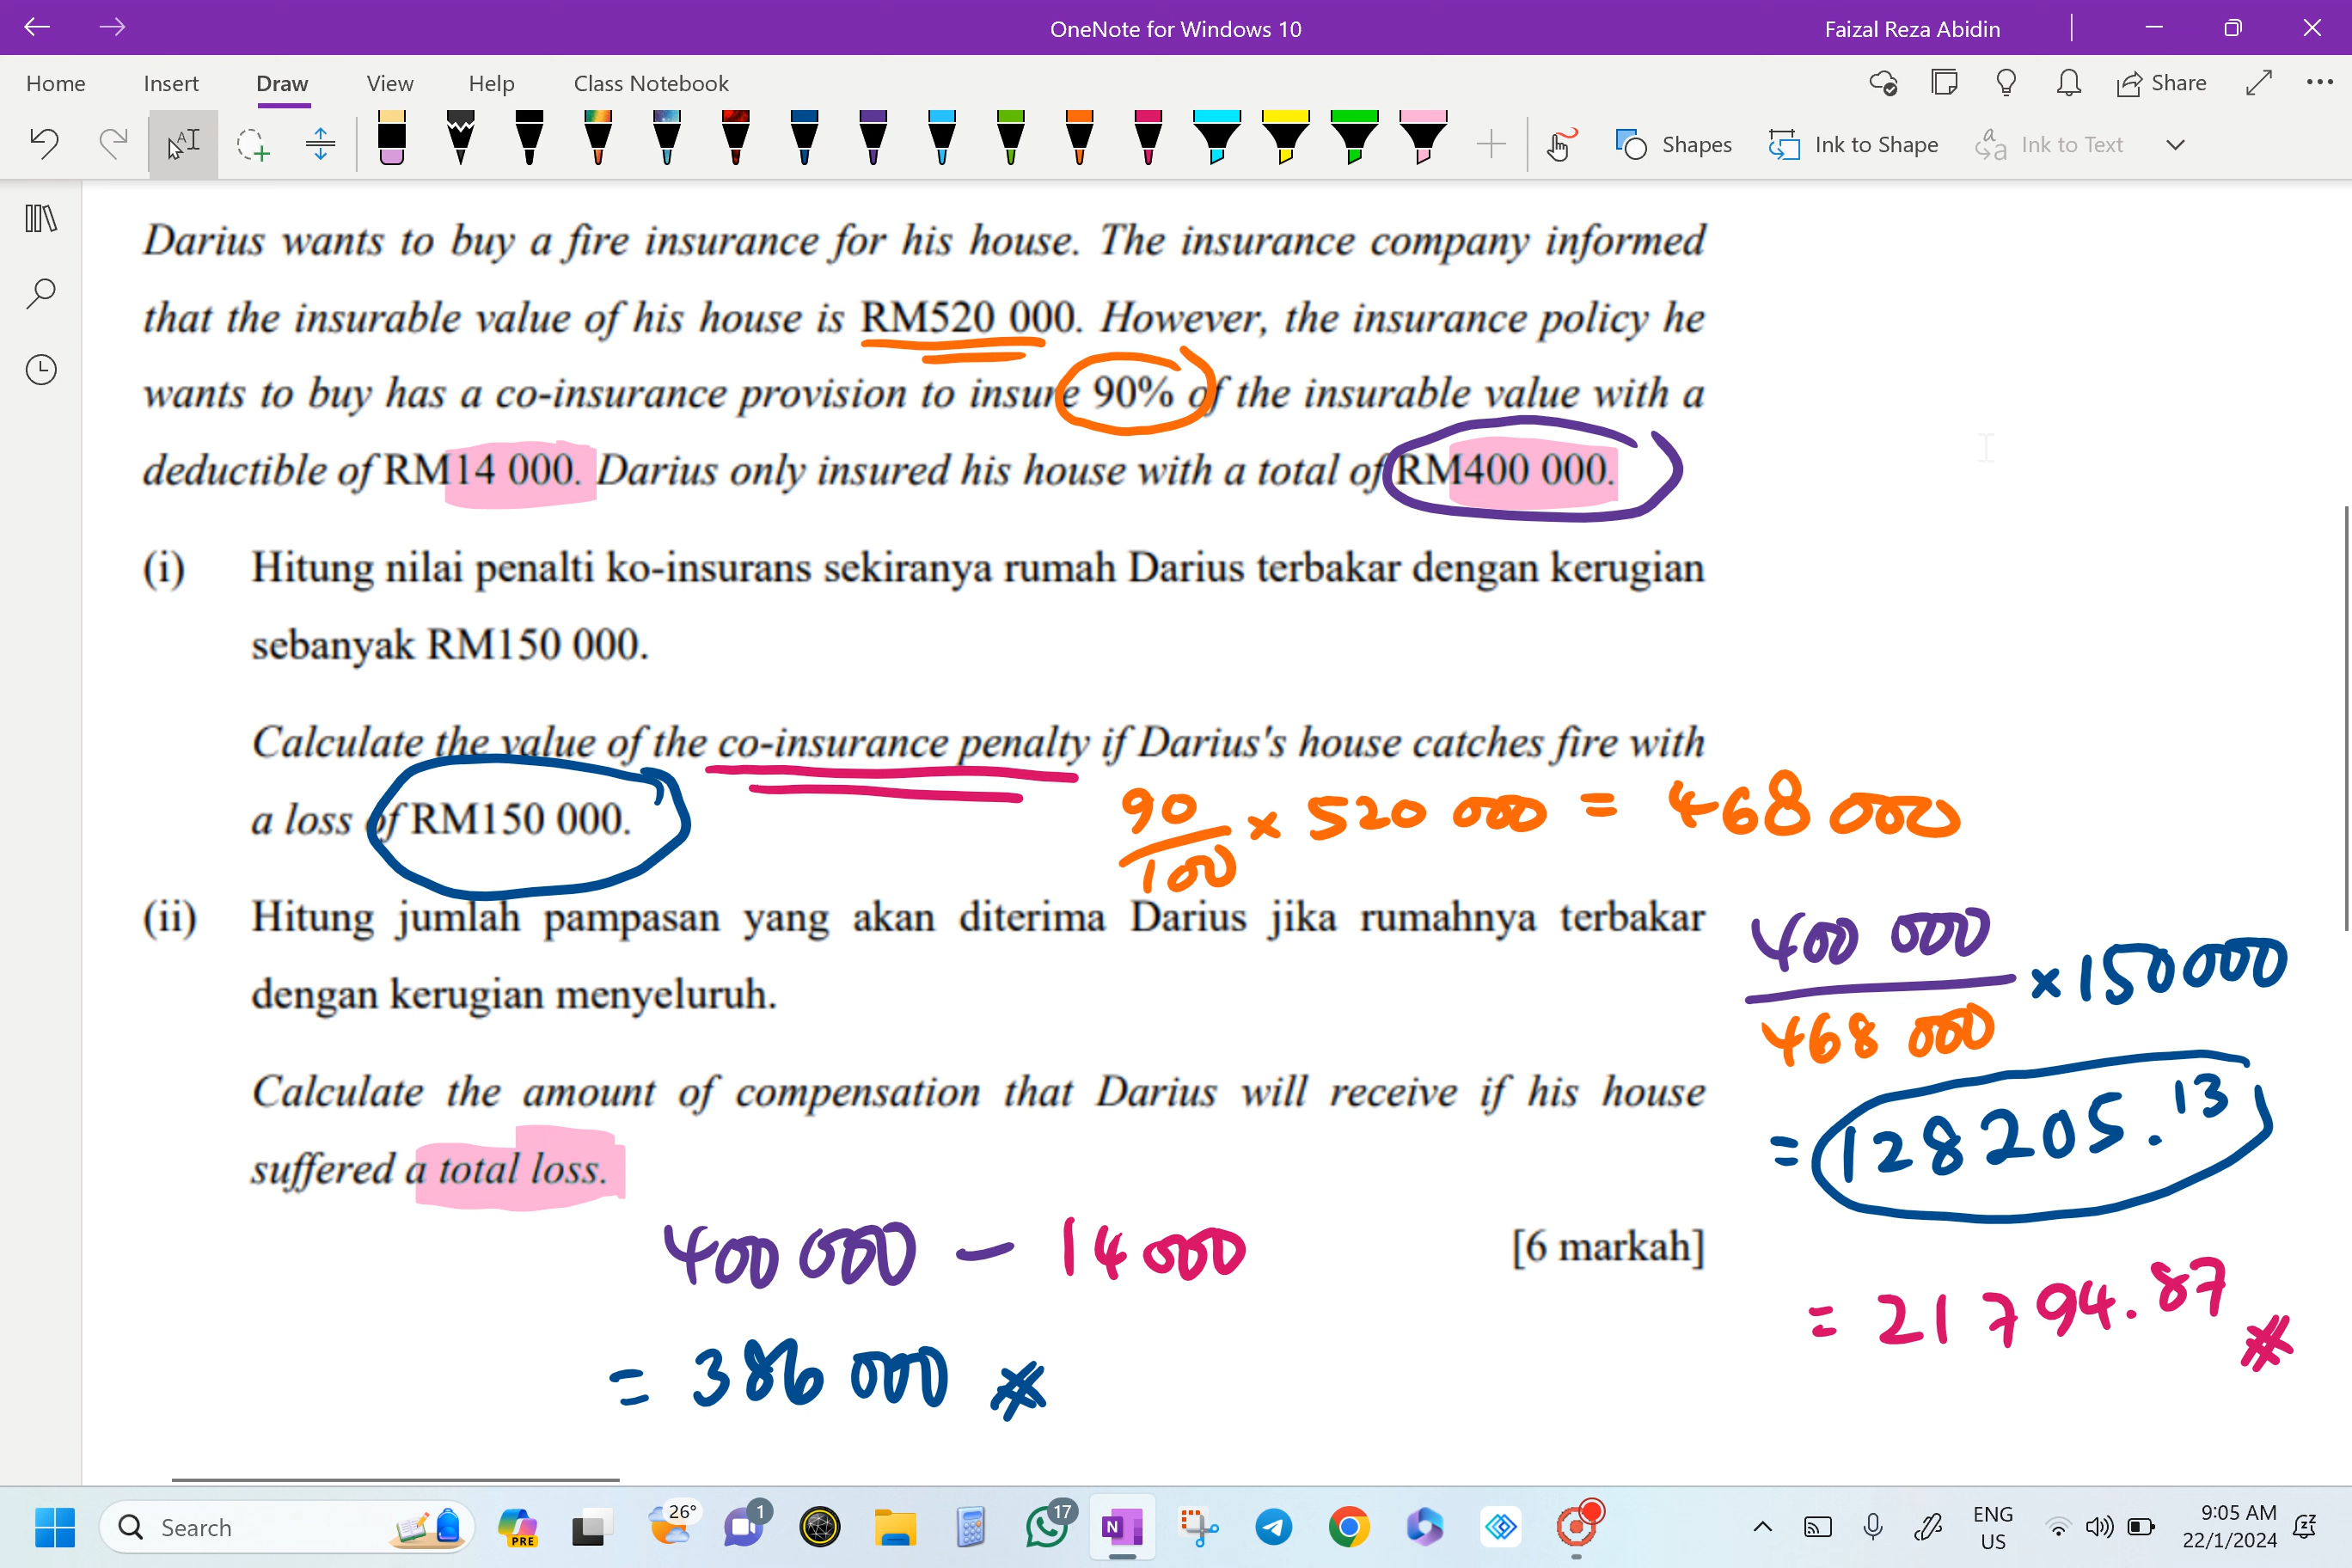 OneNote for Windows 10
Faizal Reza Abidin
Home Insert Draw View Help Class Notebook
Share
Shapes Ink to Shape Ink to Text
Darius wants to buy a fire insurance for his house. The insurance company informed
that the insurable value of his house is RM520 000. However, the insurance policy he
wants to buy has a co-insurance provision to insure 90% of the insurable value with a
deductible of RM14 000. Darius only insured his house with a total of RM400 000.
(i) Hitung nilai penalti ko-insurans sekiranya rumah Darius terbakar dengan kerugian
sebanyak RM150 000.
Calculate the value of the co-insurance penalty if Darius's house catches fire with
a loss of RM150 000.
90/100 × 520 000 = 468 000
(ii) Hitung jumlah pampasan yang akan diterima Darius jika rumahnya terbakar
dengan kerugian menyeluruh.
400 000/468 000 × 150000
Calculate the amount of compensation that Darius will receive if his house
suffered a total loss.
= 128205.13
[6 markah]
400 000 - 14 000
= 21 794.87
= 386 000
Search
PRE
26°
1
17
ENG
US
9:05 AM
22/1/2024